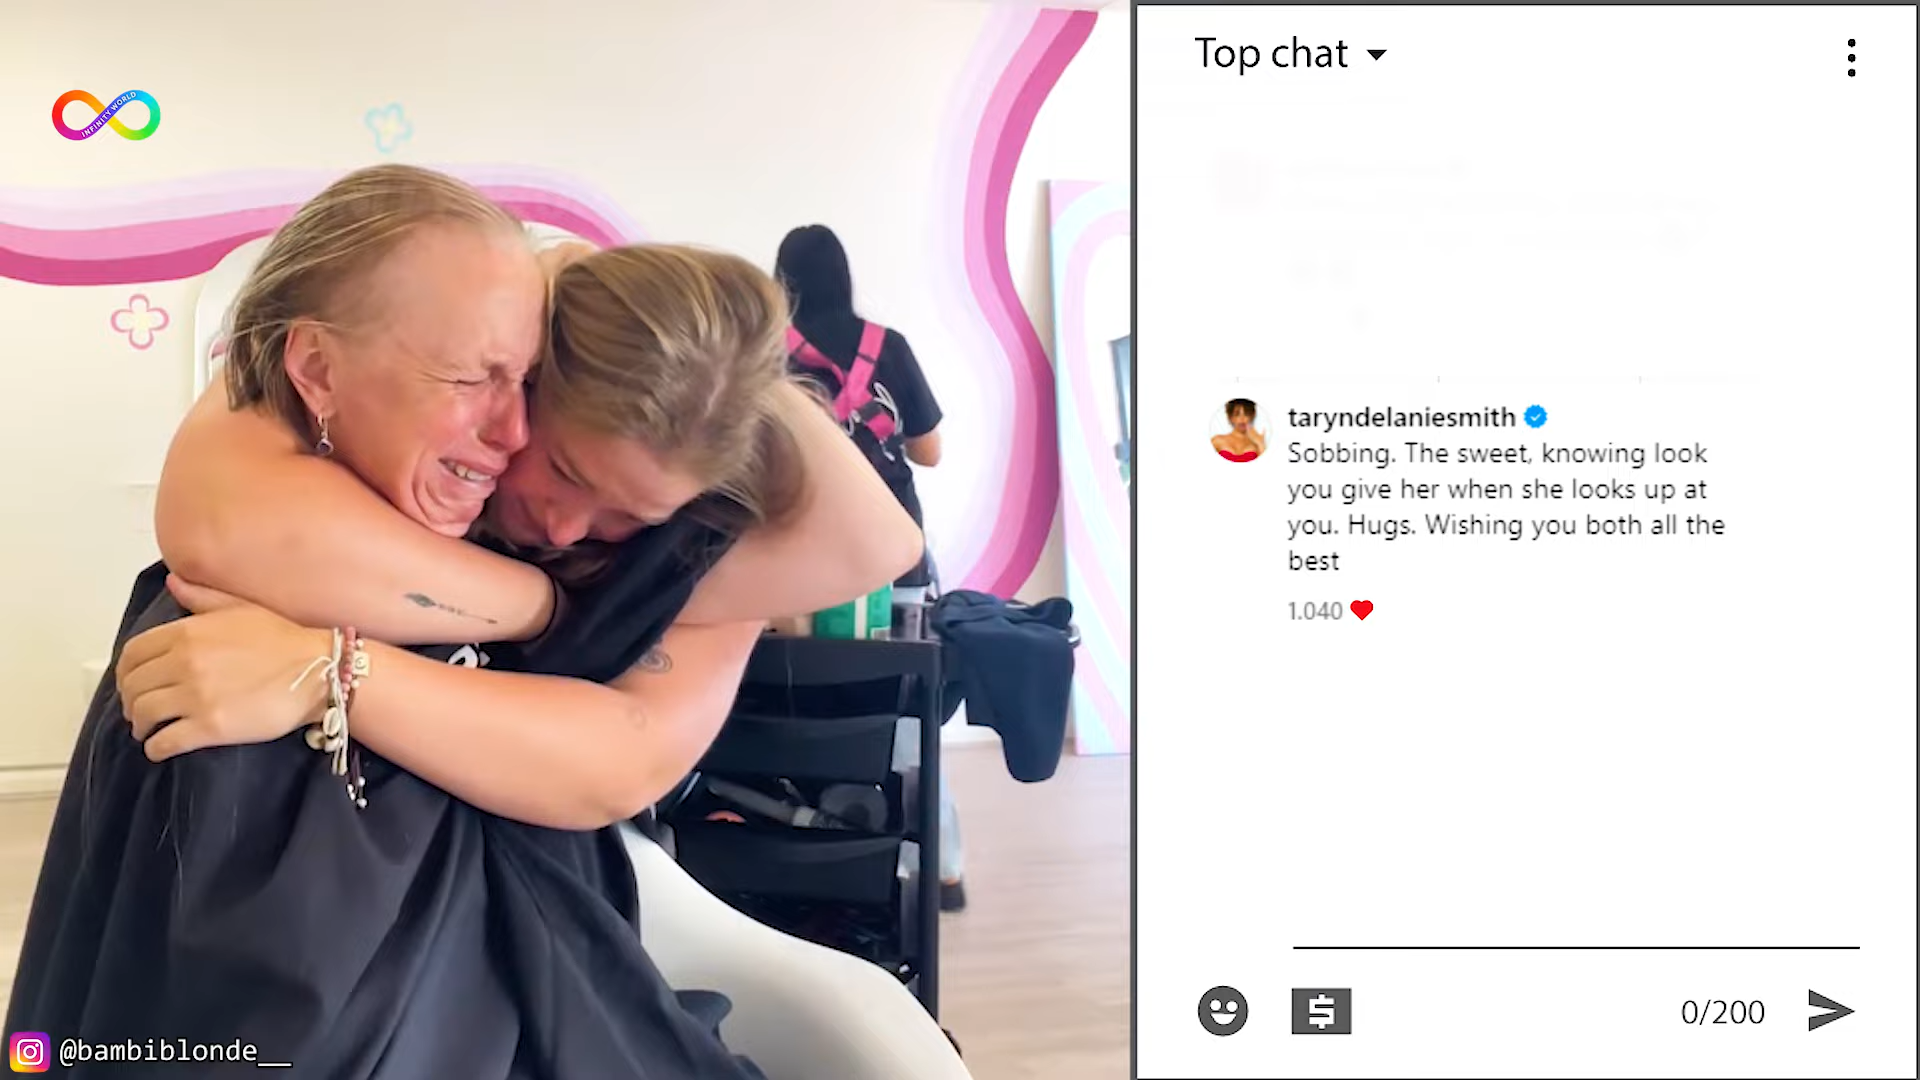 INFINITY WORLD
@bambiblonde__
Top chat
taryndelaniesmith
Sobbing. The sweet, knowing look
you give her when she looks up at
you. Hugs. Wishing you both all the
best
1.040
0/200